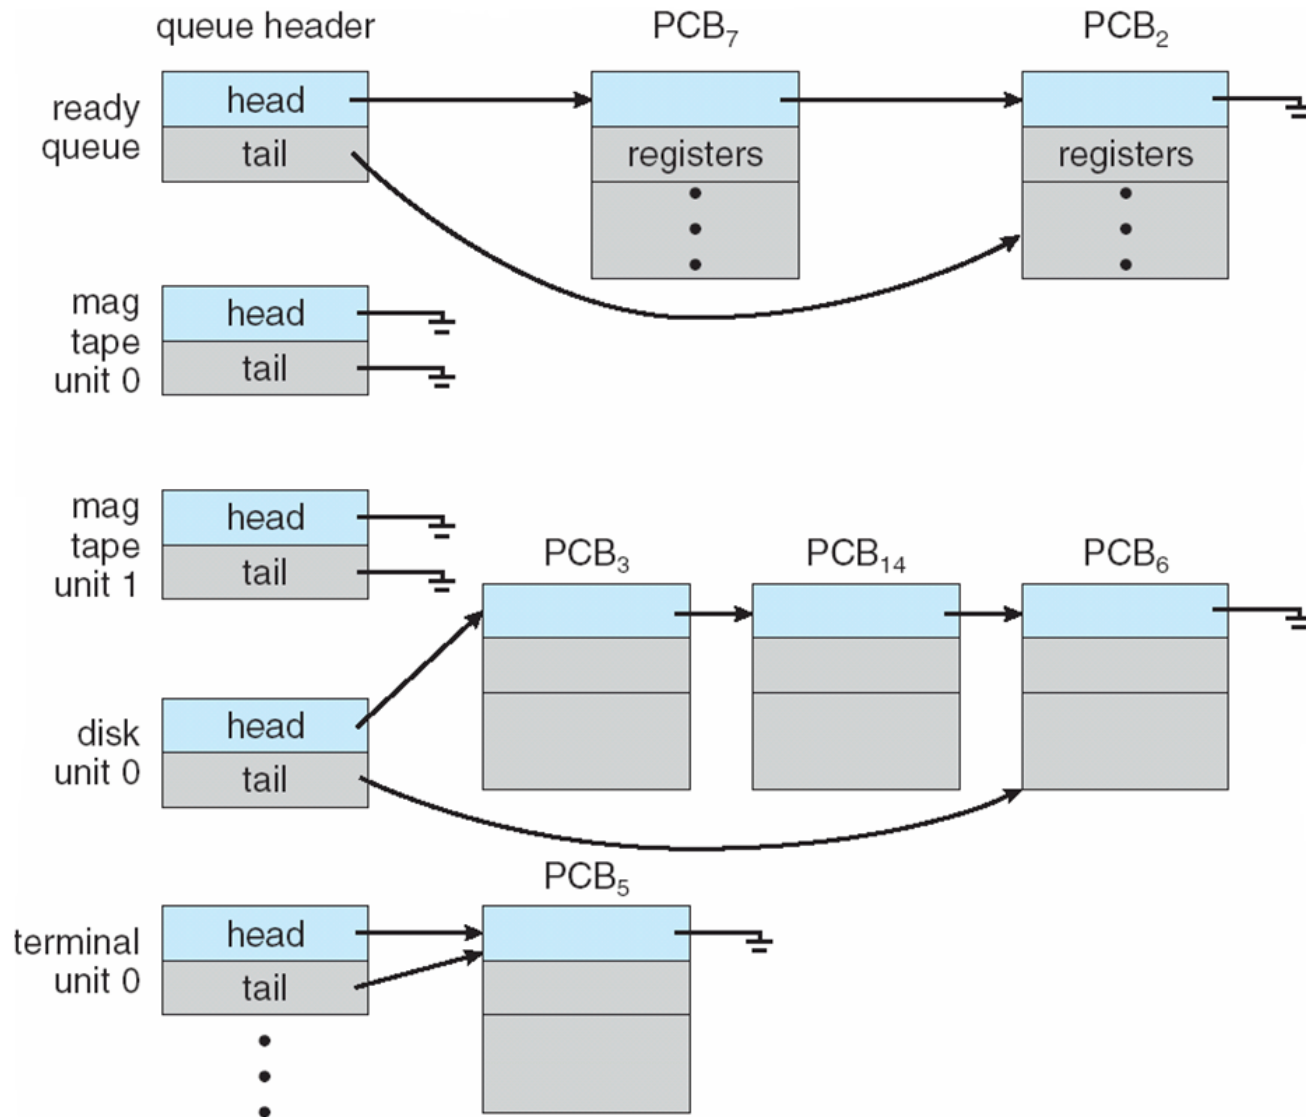 queue header
PCB₇
PCB₂
ready
queue
head
tail
registers
registers
mag
tape
unit 0
head
tail
mag
tape
unit 1
head
tail
PCB₃
PCB₁₄
PCB₆
disk
unit 0
head
tail
PCB₅
terminal
unit 0
head
tail